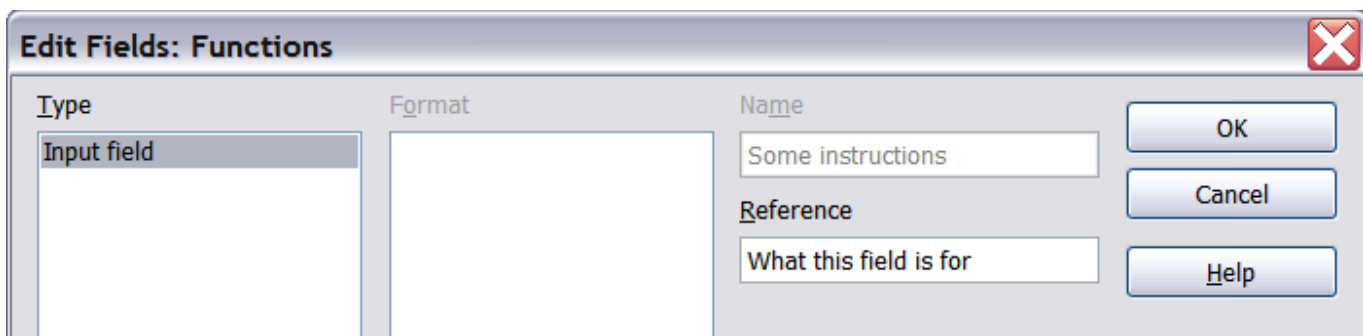 Edit Fields: Functions
Type
Input field
Format
Name
Some instructions
Reference
What this field is for
OK
Cancel
Help